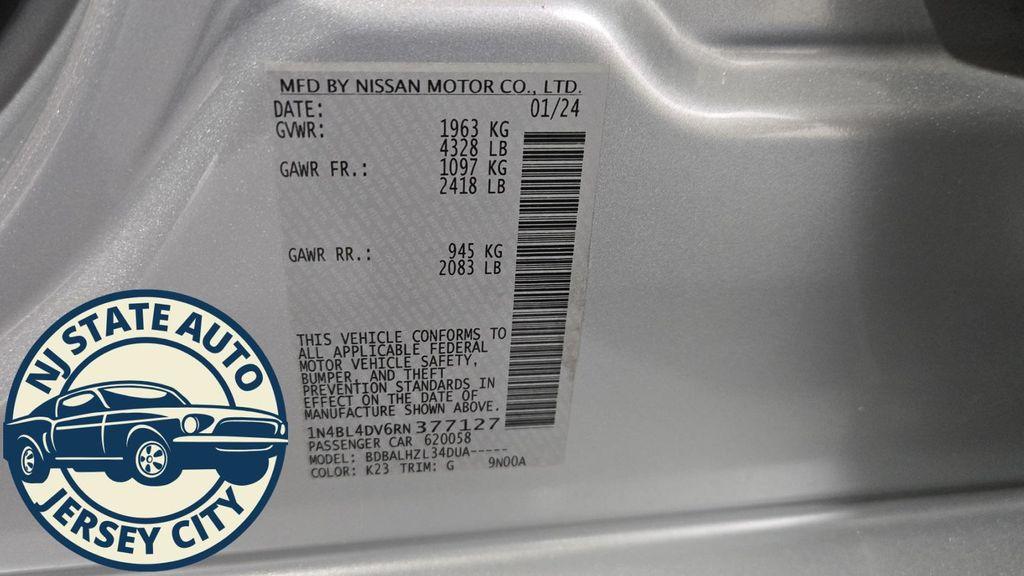 MFD BY NISSAN MOTOR CO., LTD.
DATE: 01/24
GVWR: 1963 KG
4328 LB
GAWR FR.: 1097 KG
2418 LB
GAWR RR.: 945 KG
2083 LB
THIS VEHICLE CONFORMS TO
ALL APPLICABLE FEDERAL
MOTOR VEHICLE SAFETY,
BUMPER, AND THEFT
PREVENTION STANDARDS IN
EFFECT ON THE DATE OF
MANUFACTURE SHOWN ABOVE.
1N4BL4DV6RN377127
PASSENGER CAR 620058
MODEL: BDBALHZL34DUA-----
COLOR: K23 TRIM: G 9N00A
NJ STATE AUTO
JERSEY CITY